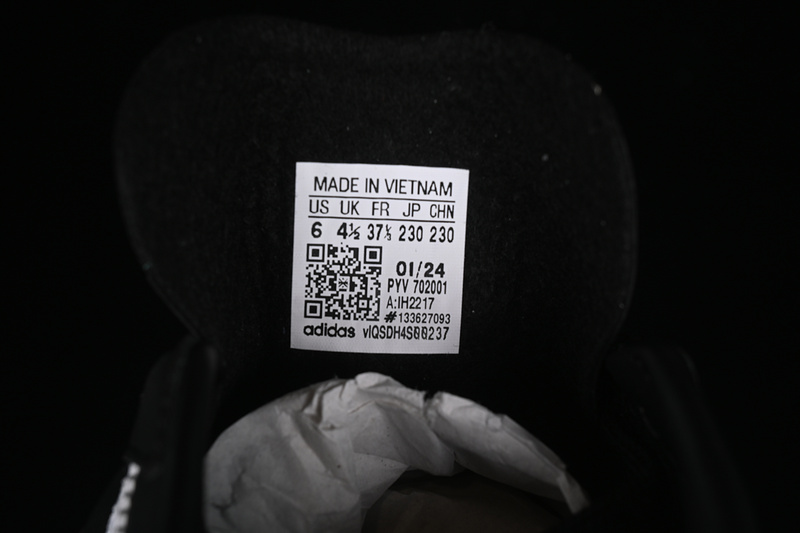 MADE IN VIETNAM
US UK FR JP CHN
6 4½ 37⅓ 230 230
01/24
PYV 702001
A:IH2217
#133627093
adidas vIQSDH4S00237